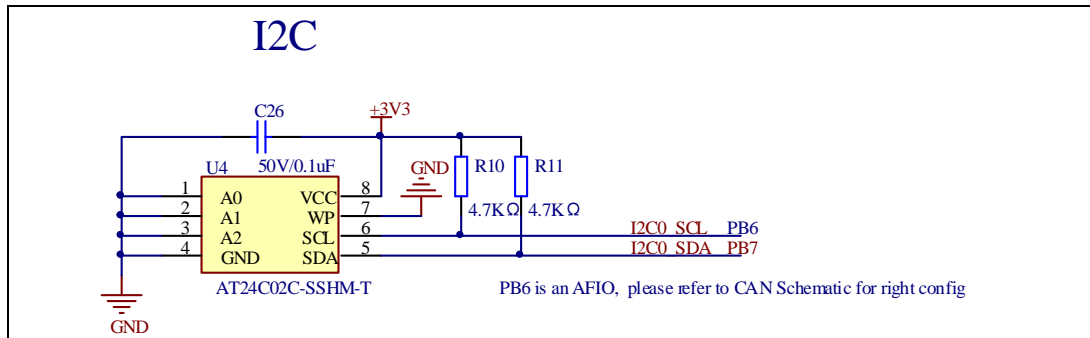 I2C
C26
+3V3
U4
50V/0.1uF
GND
R10
R11
1
A0
VCC
8
2
A1
WP
7
4.7KΩ
4.7KΩ
3
A2
SCL
6
I2C0_SCL
PB6
4
GND
SDA
5
I2C0_SDA
PB7
AT24C02C-SSHM-T
PB6 is an AFIO, please refer to CAN Schematic for right config
GND